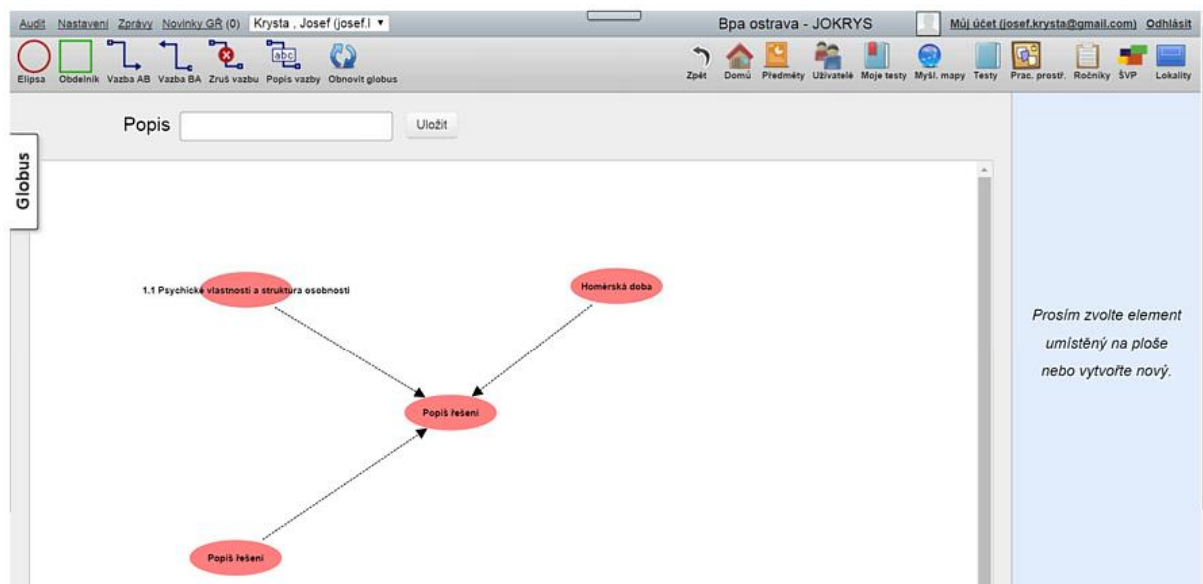 Audit Nastavení Zprávy Novinky GŘ (0) Krysta , Josef (josef.l Bpa ostrava - JOKRYS Můj účet (josef.krysta@gmail.com) Odhlásit
abc
Elipsa Obdelnik Vazba AB Vazba BA Zruš vazbu Popis vazby Obnovit globus Zpět Domů Předměty Uživatelé Moje testy Myšl. mapy Testy Prac. prostř. Ročníky ŠVP Lokality
Popis Uložit
Globus
1.1 Psychické vlastnosti a struktura osobnosti
Homérská doba
Popiš řešení
Popiš řešení
Prosím zvolte element
umístěný na ploše
nebo vytvořte nový.